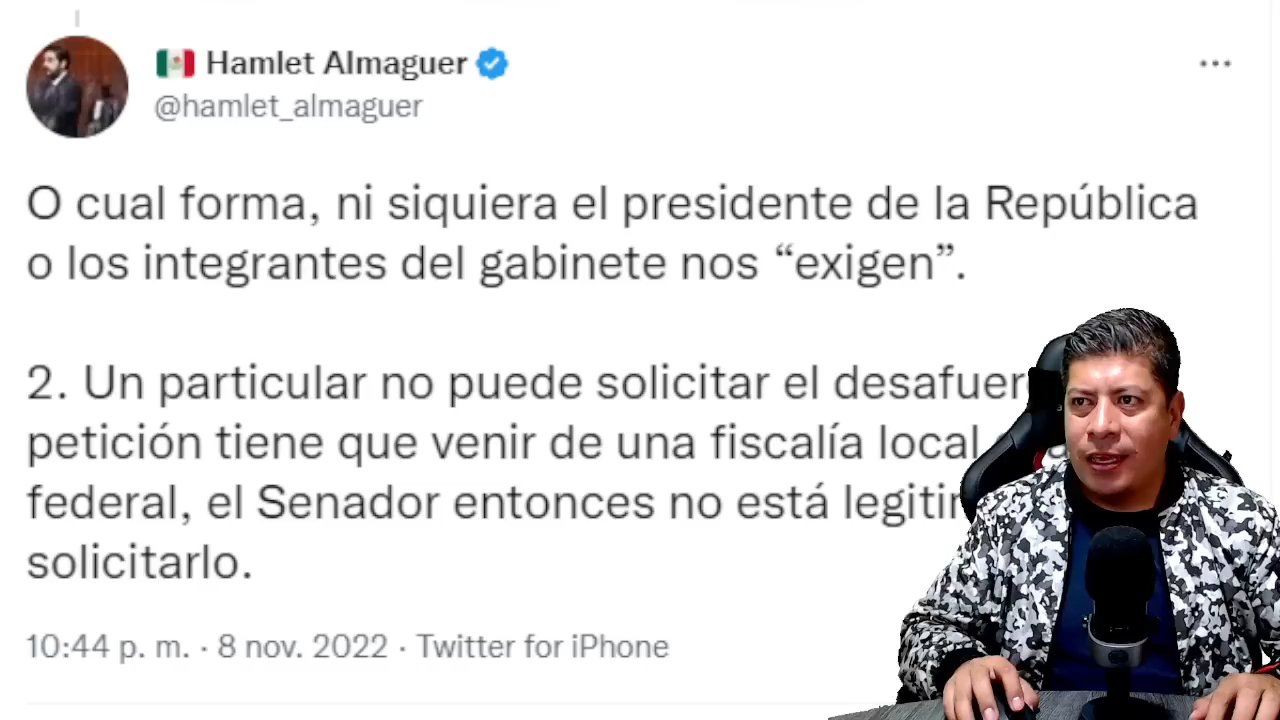 Hamlet Almaguer
@hamlet_almaguer
O cual forma, ni siquiera el presidente de la República
o los integrantes del gabinete nos “exigen”.
2. Un particular no puede solicitar el
petición tiene que venir de una fiscalía local
federal, el Senador entonces no está
solicitarlo.
10:44 p. m. · 8 nov. 2022 · Twitter for iPhone